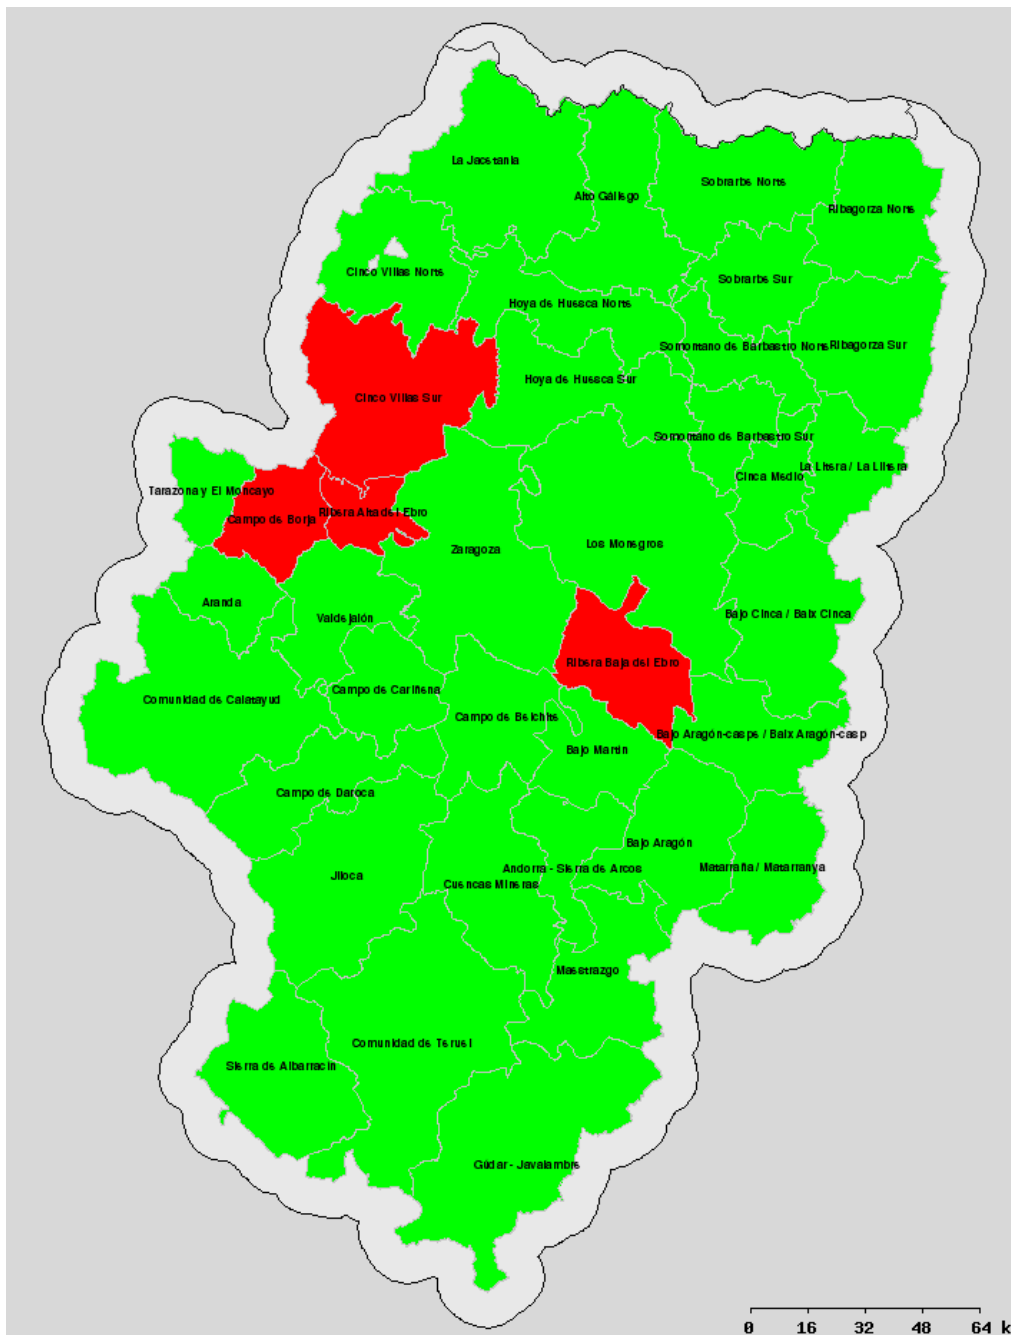 La Jacetania
Alto Gállego
Sobrarbe Norte
Ribagorza Norte
Cinco Villas Norte
Sobrarbe Sur
Hoya de Huesca Norte
Somontano de Barbastro Norte
Ribagorza Sur
Hoya de Huesca Sur
Cinco Villas Sur
Somontano de Barbastro Sur
La Litera / La Llitera
Cinca Medio
Tarazona y El Moncayo
Campo de Borja
Ribera Alta del Ebro
Zaragoza
Los Monegros
Aranda
Valdejalón
Bajo Cinca / Baix Cinca
Ribera Baja del Ebro
Comunidad de Calatayud
Campo de Cariñena
Campo de Belchite
Bajo Aragón-caspe / Baix Aragón-casp
Bajo Martín
Campo de Daroca
Bajo Aragón
Jiloca
Andorra - Sierra de Arcos
Matarraña / Matarranya
Cuencas Mineras
Maestrazgo
Comunidad de Teruel
Sierra de Albarracín
Gúdar - Javalambre
0 16 32 48 64 k